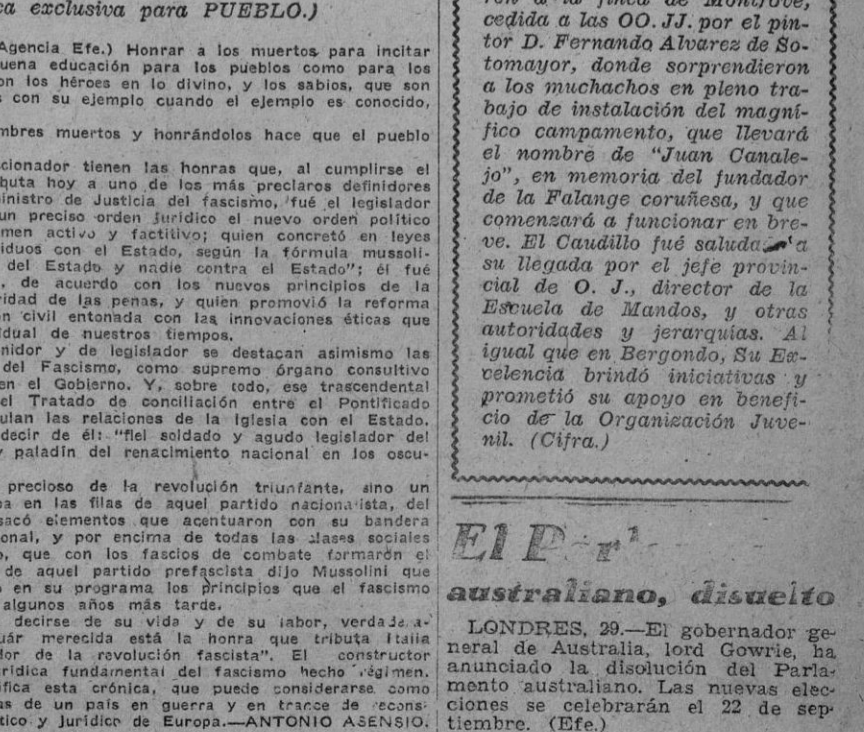 ca exclusiva para PUEBLO.)
Agencia Efe.) Honrar a los muertos para incitar
uena educación para los pueblos como para los
on los héroes en lo divino, y los sabios, que son
s con su ejemplo cuando el ejemplo es conocido,
mbres muertos y honrándolos hace que el pueblo
cionador tienen las honras que, al cumplirse el
buta hoy a uno de los más preclaros definidores
inistro de Justicia del fascismo, fué el legislador
un preciso orden jurídico el nuevo orden político
men activo y factitivo; quien concretó en leyes
iduos con el Estado, según la fórmula mussoli-
del Estado y nadie contra el Estado"; él fué
, de acuerdo con los nuevos principios de la
ridad de las penas, y quien promovió la reforma
n civil entonada con las innovaciones éticas que
dual de nuestros tiempos.
nidor y de legislador se destacan asimismo las
del Fascismo, como supremo órgano consultivo
en el Gobierno. Y, sobre todo, ese trascendental
el Tratado de conciliación entre el Pontificado
ulan las relaciones de la Iglesia con el Estado.
decir de él: "fiel soldado y agudo legislador del
y paladín del renacimiento nacional en los oscu-
precioso de la revolución triunfante, sino un
na en las filas de aquel partido nacionalista, del
sacó elementos que acentuaron con su bandera
onal, y por encima de todas las clases sociales
o, que con los fascios de combate formarón el
de aquel partido prefascista dijo Mussolini que
o en su programa los principios que el fascismo
algunos años más tarde.
decirse de su vida y de su labor, verdadera-
uár merecida está la honra que tributa Italia
dor de la revolución fascista". El constructor
rídica fundamental del fascismo hecho régimen.
ifica esta crónica, que puede considerarse como
as de un país en guerra y en trance de recons-
tico y Jurídico de Europa.—ANTONIO ASENSIO.
ron a la finca de Montrove,
cedida a las OO. JJ. por el pin-
tor D. Fernando Alvarez de So-
tomayor, donde sorprendieron
a los muchachos en pleno tra-
bajo de instalación del magní-
fico campamento, que llevará
el nombre de "Juan Canale-
jo", en memoria del fundador
de la Falange coruñesa, y que
comenzará a funcionar en bre-
ve. El Caudillo fué a
su llegada por el jefe provin-
cial de O. J., director de la
Escuela de Mandos, y otras
autoridades y jerarquías. Al
igual que en Bergondo, Su Ex-
celencia brindó iniciativas y
prometió su apoyo en benefi-
cio de la Organización Juve-
nil. (Cifra.)
El
australiano, disuelto
LONDRES, 29.—El gobernador ge-
neral de Australia, lord Gowrie, ha
anunciado la disolución del Parla-
mento australiano. Las nuevas elec-
ciones se celebrarán el 22 de sep-
tiembre. (Efe.)